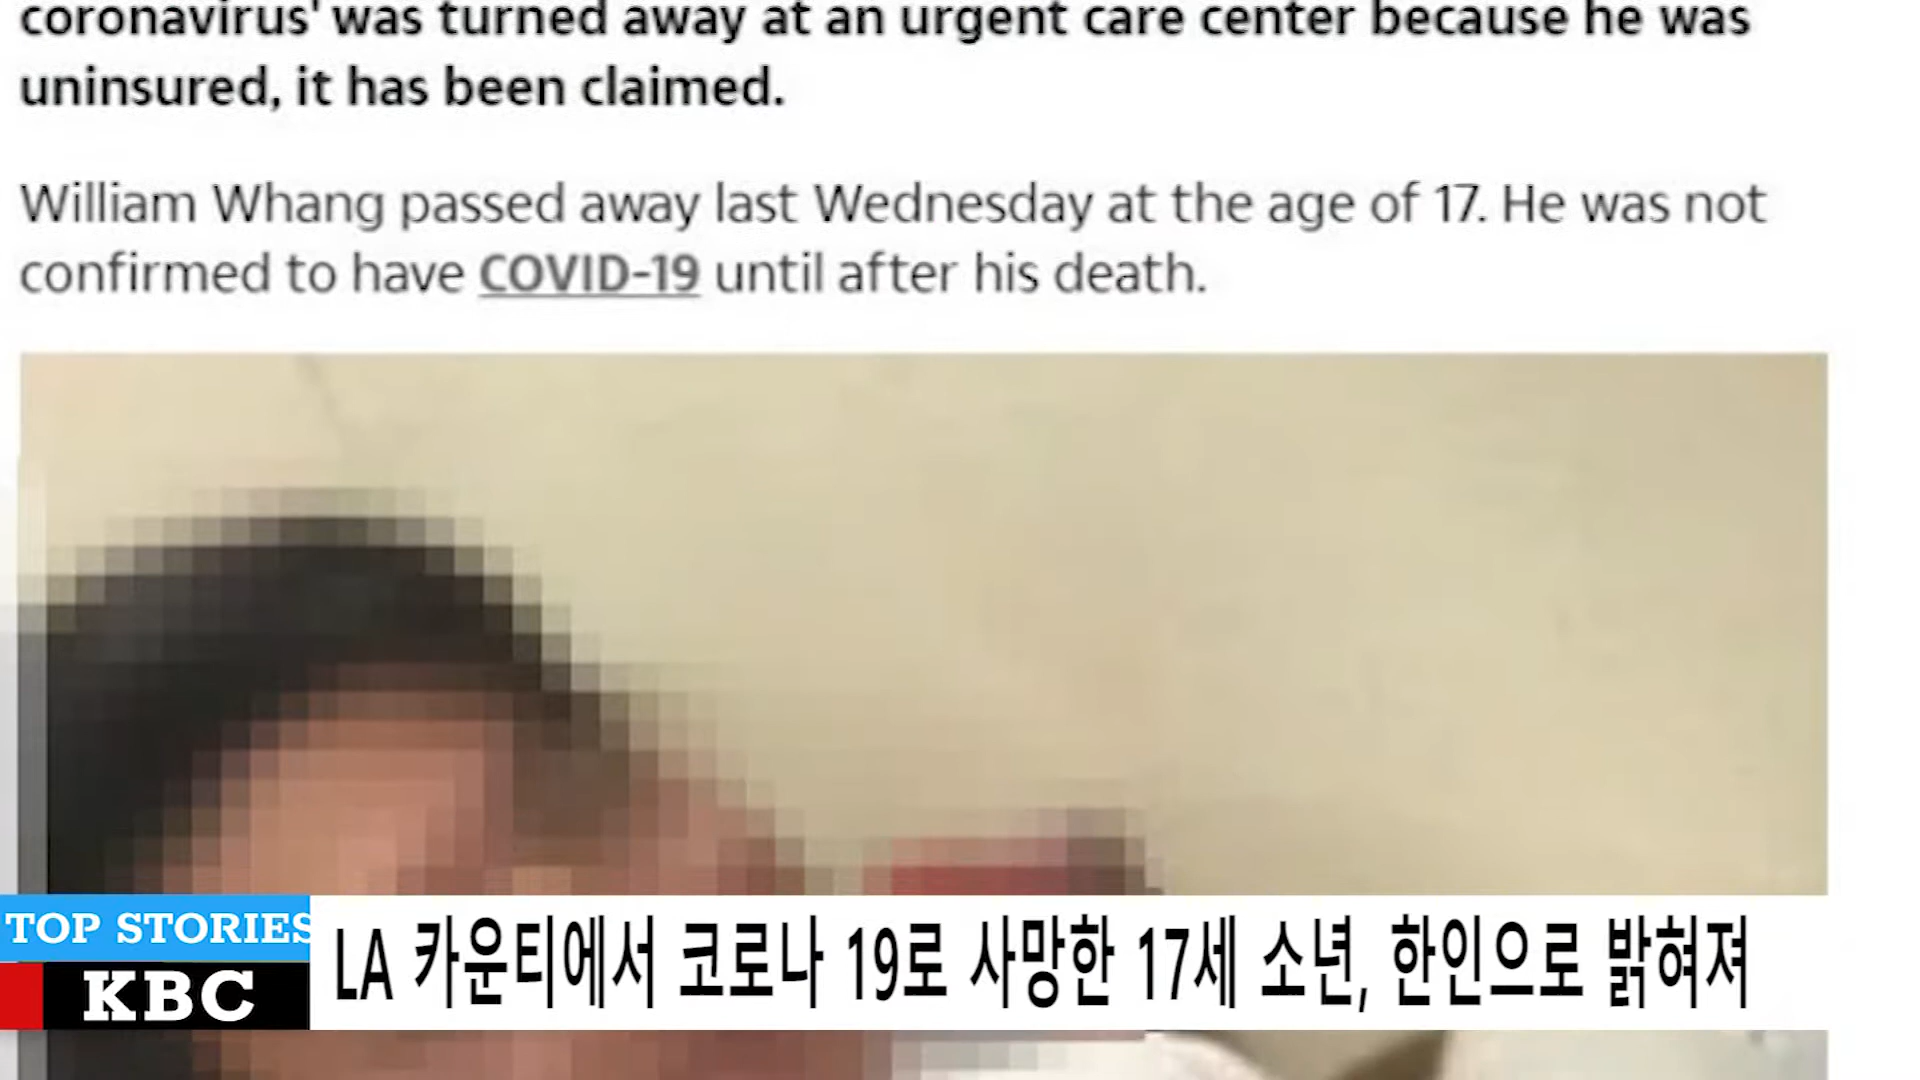 coronavirus' was turned away at an urgent care center because he was
uninsured, it has been claimed.
William Whang passed away last Wednesday at the age of 17. He was not
confirmed to have COVID-19 until after his death.
TOP STORIES
KBC
LA 카운티에서 코로나 19로 사망한 17세 소년, 한인으로 밝혀져